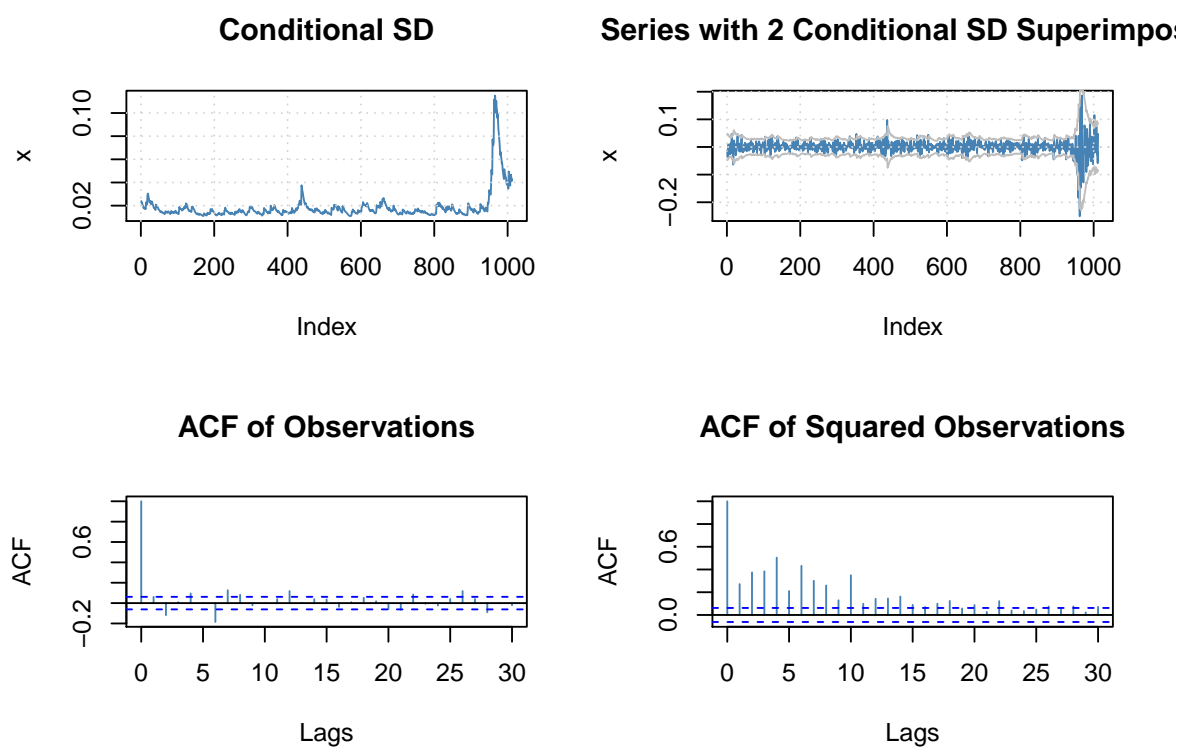 Conditional SD
x
0.02 0.10
0 200 400 600 800 1000
Index
Series with 2 Conditional SD Superimpos
x
−0.2 0.1
0 200 400 600 800 1000
Index
ACF of Observations
ACF
−0.2 0.6
0 5 10 15 20 25 30
Lags
ACF of Squared Observations
ACF
0.0 0.6
0 5 10 15 20 25 30
Lags